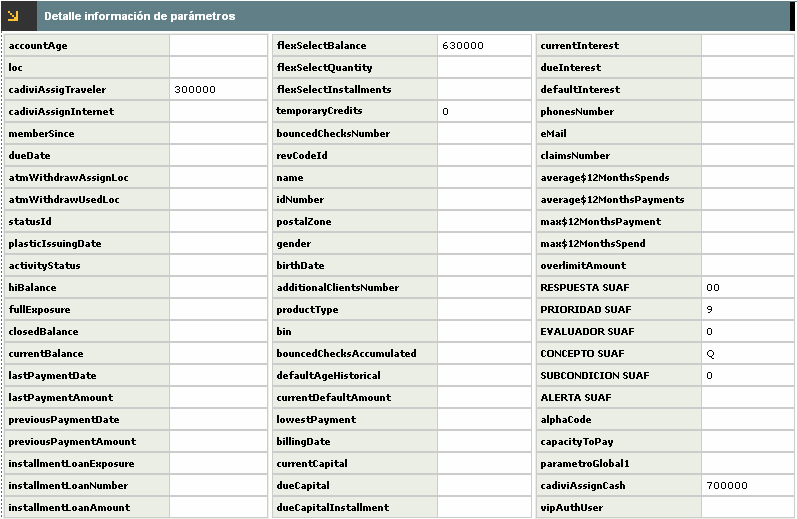 Detalle información de parámetros
accountAge flexSelectBalance 630000 currentInterest
loc flexSelectQuantity dueInterest
cadiviAssigTraveler 300000 flexSelectInstallments defaultInterest
cadiviAssignInternet temporaryCredits 0 phonesNumber
memberSince bouncedChecksNumber eMail
dueDate revCodeId claimsNumber
atmWithdrawAssignLoc name average$12MonthsSpends
atmWithdrawUsedLoc idNumber average$12MonthsPayments
statusId postalZone max$12MonthsPayment
plasticIssuingDate gender max$12MonthsSpend
activityStatus birthDate overlimitAmount
hiBalance additionalClientsNumber RESPUESTA SUAF 00
fullExposure productType PRIORIDAD SUAF 9
closedBalance bin EVALUADOR SUAF 0
currentBalance bouncedChecksAccumulated CONCEPTO SUAF Q
lastPaymentDate defaultAgeHistorical SUBCONDICION SUAF 0
lastPaymentAmount currentDefaultAmount ALERTA SUAF
previousPaymentDate lowestPayment alphaCode
previousPaymentAmount billingDate capacityToPay
installmentLoanExposure currentCapital parametroGlobal1
installmentLoanNumber dueCapital cadiviAssignCash 700000
installmentLoanAmount dueCapitalInstallment vipAuthUser